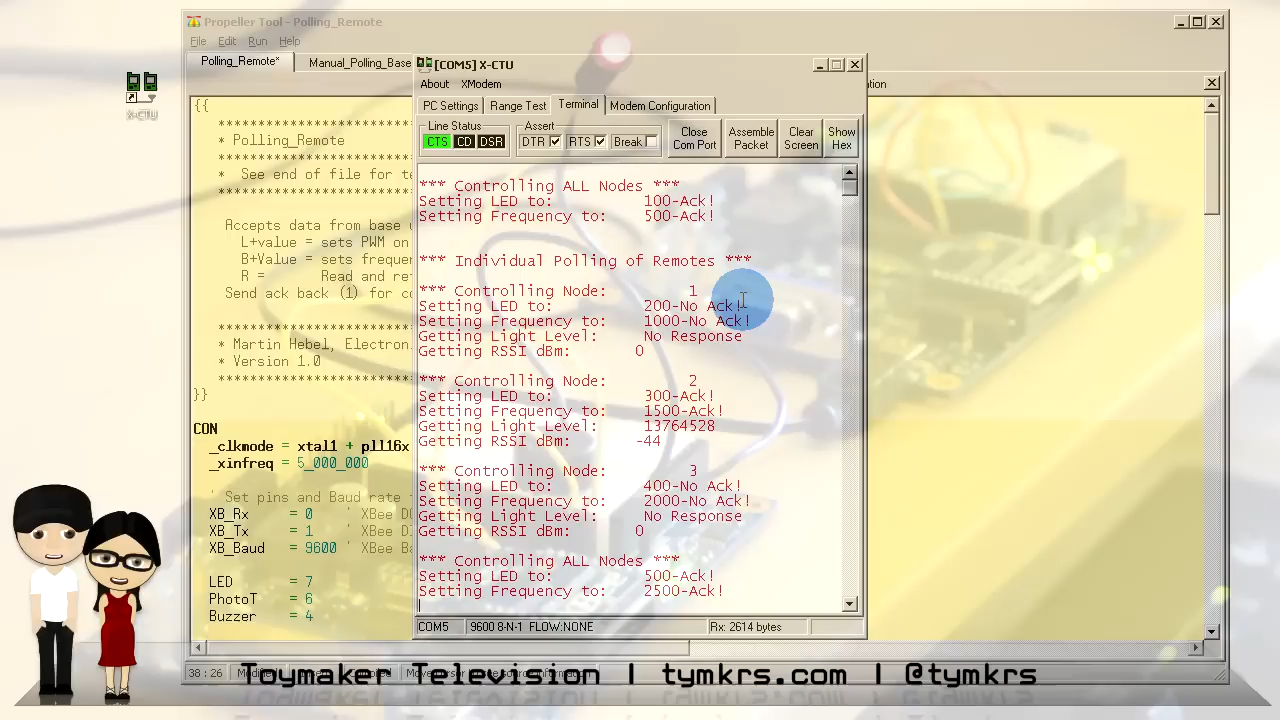 Propeller Tool - Polling_Remote
File Edit Run Help
Polling_Remote*
Manual_Polling_Base
X-CTU
{{
* Polling_Remote
* See end of file for te
Accepts data from base u
L+value = sets PWM on
B+Value = sets frequen
R = Read and ret
Send ack back (1) for co
* Martin Hebel, Electron
* Version 1.0
}}
CON
_clkmode = xtal1 + pll16x
_xinfreq = 5_000_000
' Set pins and Baud rate
XB_Rx = 0 ' XBee DO
XB_Tx = 1 ' XBee DI
XB_Baud = 9600 ' XBee Ba
LED = 7
PhotoT = 6
Buzzer = 4
38 : 26
[COM5] X-CTU
About XModem
PC Settings Range Test Terminal Modem Configuration
Line Status
CTS CD DSR
Assert
DTR RTS Break
Close Com Port
Assemble Packet
Clear Screen
Show Hex
*** Controlling ALL Nodes ***
Setting LED to: 100-Ack!
Setting Frequency to: 500-Ack!
*** Individual Polling of Remotes ***
*** Controlling Node: 1
Setting LED to: 200-No Ack!
Setting Frequency to: 1000-No Ack!
Getting Light Level: No Response
Getting RSSI dBm: 0
*** Controlling Node: 2
Setting LED to: 300-Ack!
Setting Frequency to: 1500-Ack!
Getting Light Level: 13764528
Getting RSSI dBm: -44
*** Controlling Node: 3
Setting LED to: 400-No Ack!
Setting Frequency to: 2000-No Ack!
Getting Light Level: No Response
Getting RSSI dBm: 0
*** Controlling ALL Nodes ***
Setting LED to: 500-Ack!
Setting Frequency to: 2500-Ack!
COM5 9600 8-N-1 FLOW:NONE Rx: 2614 bytes
Toymaker Television | tymkrs.com | @tymkrs